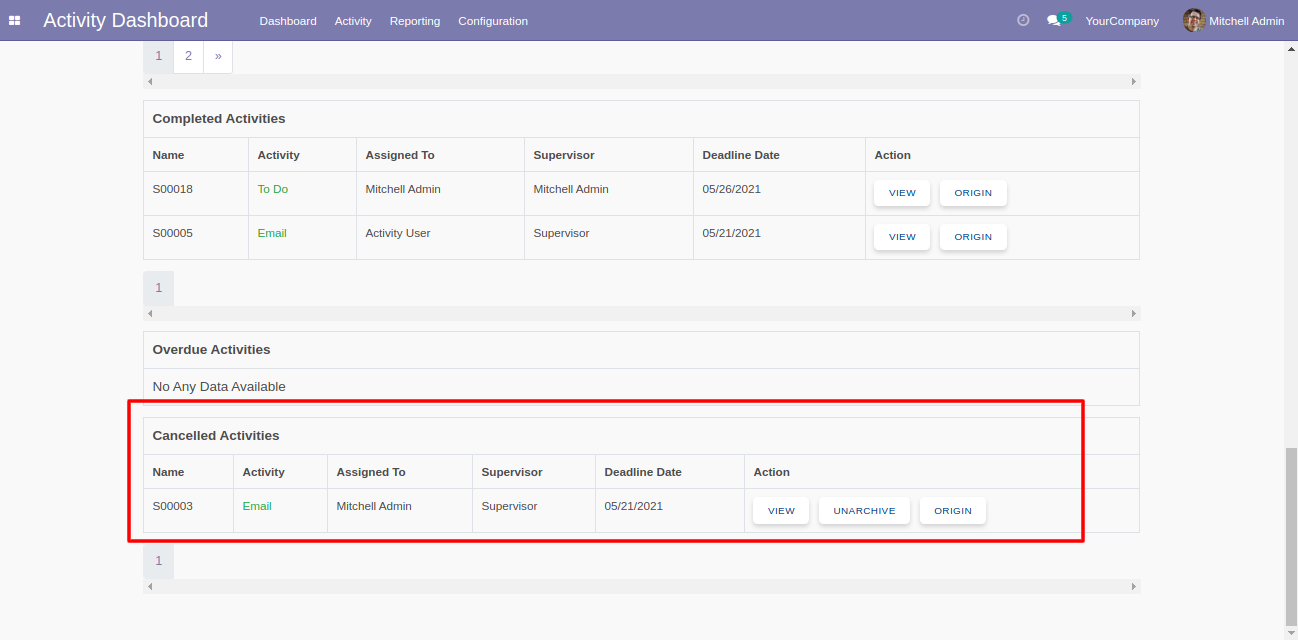 Activity Dashboard Dashboard Activity Reporting Configuration 5 YourCompany Mitchell Admin
1 2 »
Completed Activities
Name Activity Assigned To Supervisor Deadline Date Action
S00018 To Do Mitchell Admin Mitchell Admin 05/26/2021 VIEW ORIGIN
S00005 Email Activity User Supervisor 05/21/2021 VIEW ORIGIN
1
Overdue Activities
No Any Data Available
Cancelled Activities
Name Activity Assigned To Supervisor Deadline Date Action
S00003 Email Mitchell Admin Supervisor 05/21/2021 VIEW UNARCHIVE ORIGIN
1